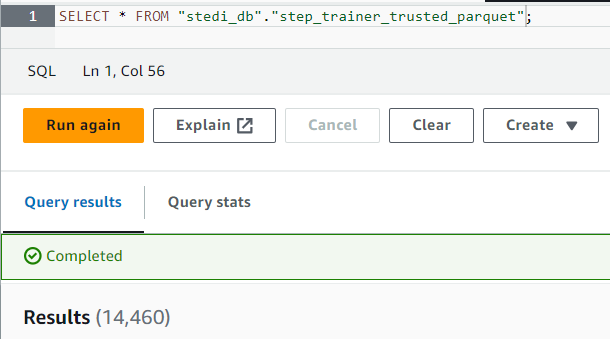 1 SELECT * FROM "stedi_db"."step_trainer_trusted_parquet";
SQL Ln 1, Col 56
Run again Explain Cancel Clear Create
Query results Query stats
Completed
Results (14,460)